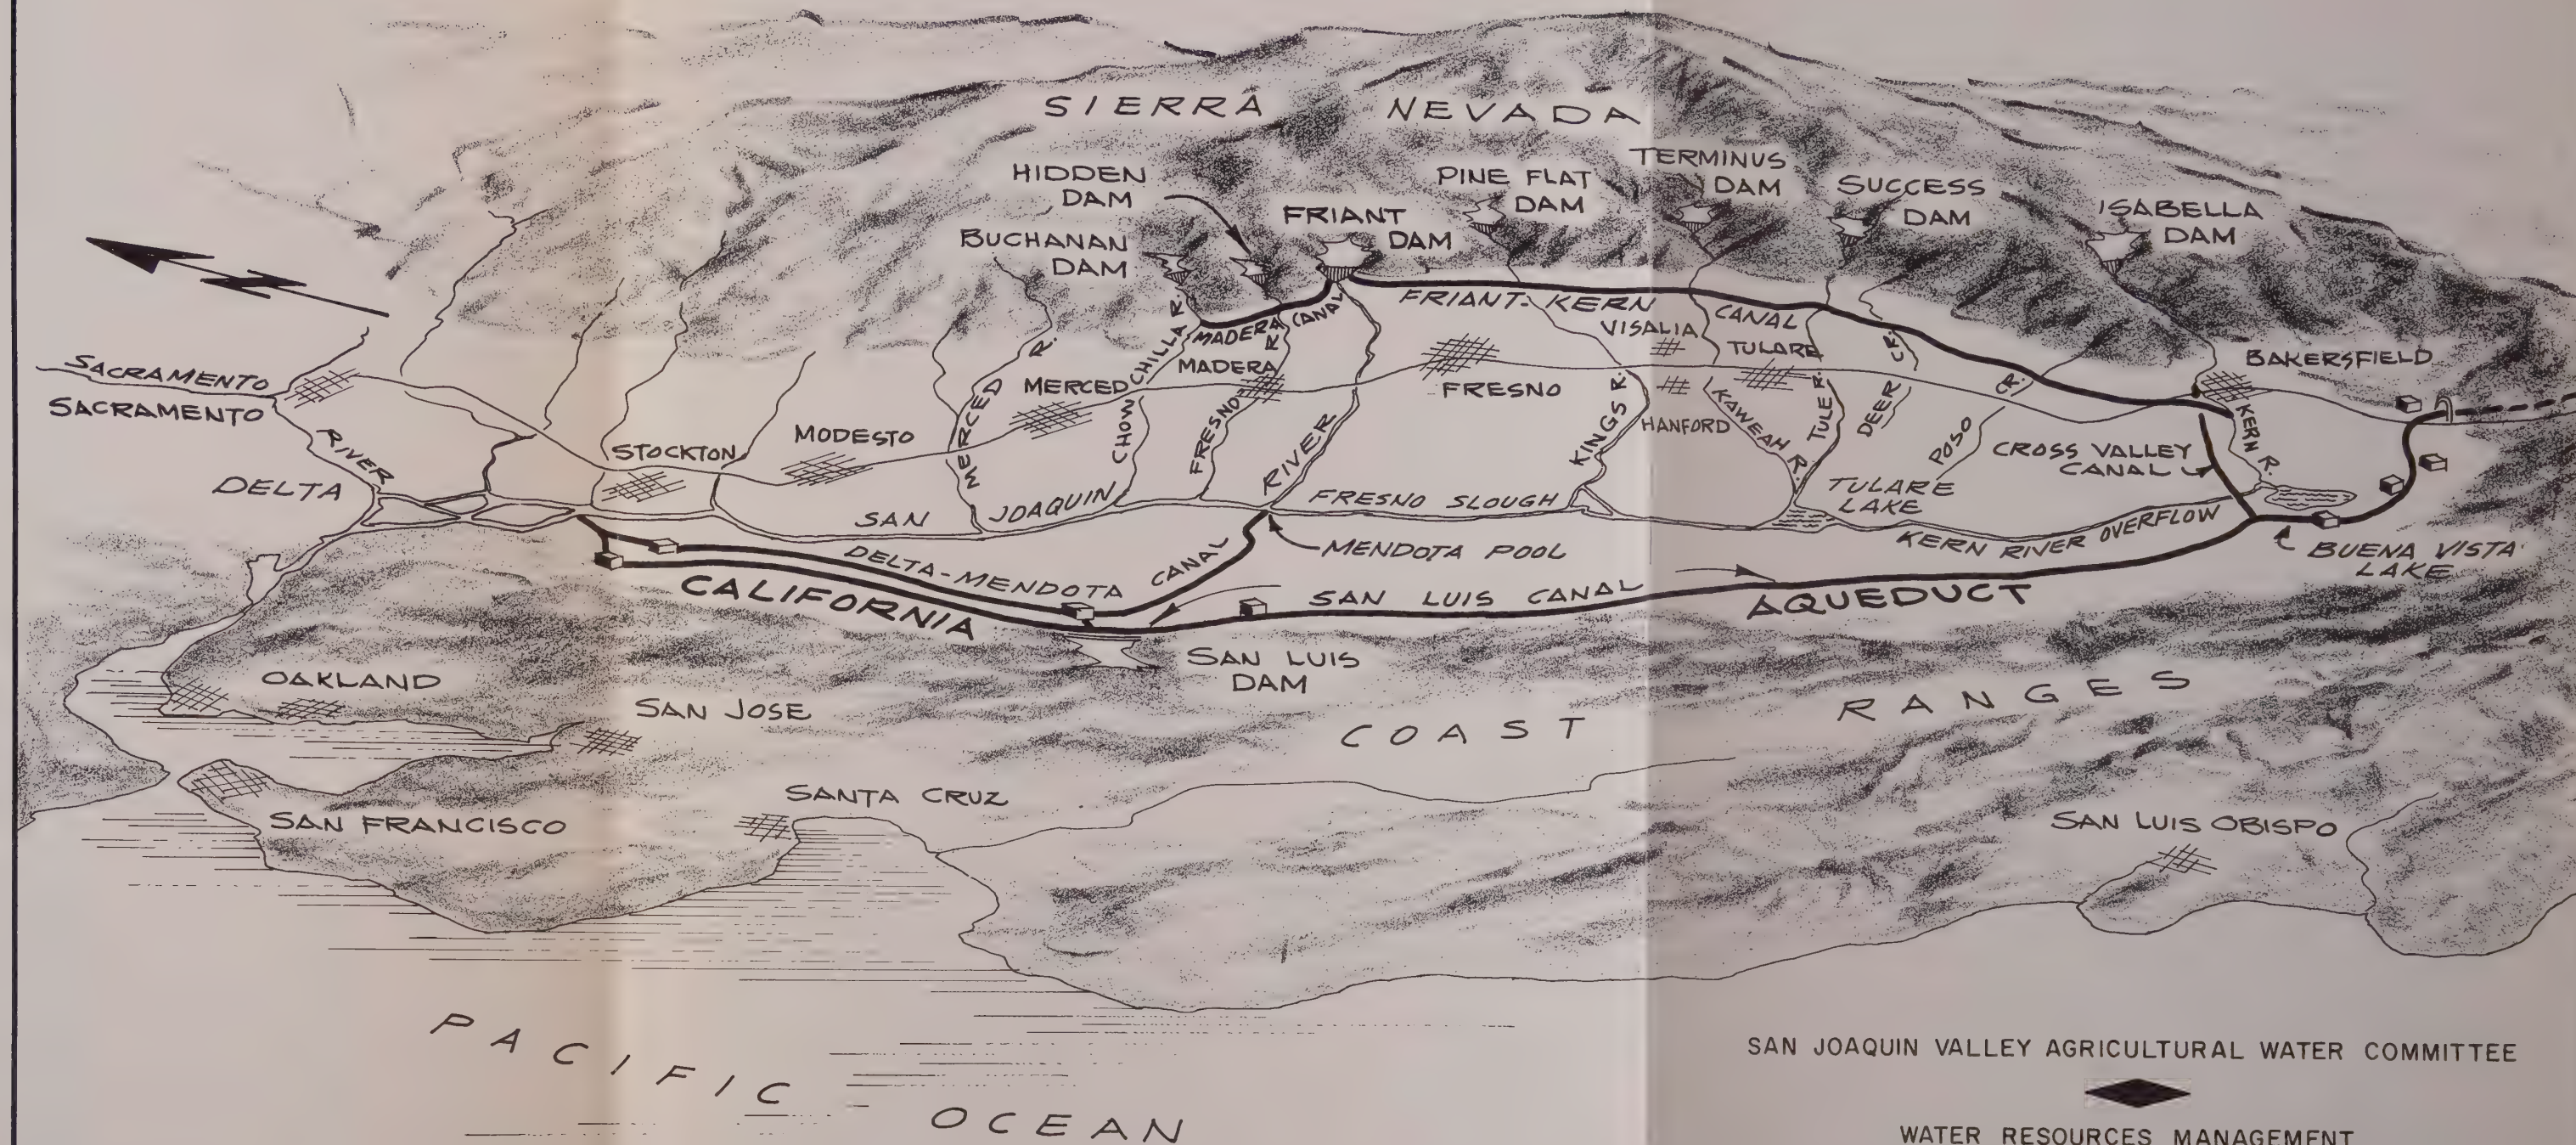 SIERRA NEVADA
HIDDEN
DAM
BUCHANAN
DAM
FRIANT
DAM
PINE FLAT
DAM
TERMINUS
DAM
SUCCESS
DAM
ISABELLA
DAM
FRIANT-KERN CANAL
MADERA CANAL
SACRAMENTO
SACRAMENTO
RIVER
DELTA
STOCKTON
MODESTO
MERCED R.
MERCED
CHOWCHILLA R.
MADERA
FRESNO R.
SAN JOAQUIN RIVER
FRESNO
FRESNO SLOUGH
KINGS R.
VISALIA
HANFORD
TULARE
KAWEAH R.
TULE R.
DEER CR.
POSO CR.
TULARE
LAKE
CROSS VALLEY
CANAL
BAKERSFIELD
KERN R.
KERN RIVER OVERFLOW
BUENA VISTA
LAKE
MENDOTA POOL
DELTA-MENDOTA CANAL
SAN LUIS CANAL
CALIFORNIA AQUEDUCT
SAN LUIS
DAM
OAKLAND
SAN JOSE
COAST RANGES
SANTA CRUZ
SAN FRANCISCO
SAN LUIS OBISPO
PACIFIC OCEAN
SAN JOAQUIN VALLEY AGRICULTURAL WATER COMMITTEE
WATER RESOURCES MANAGEMENT